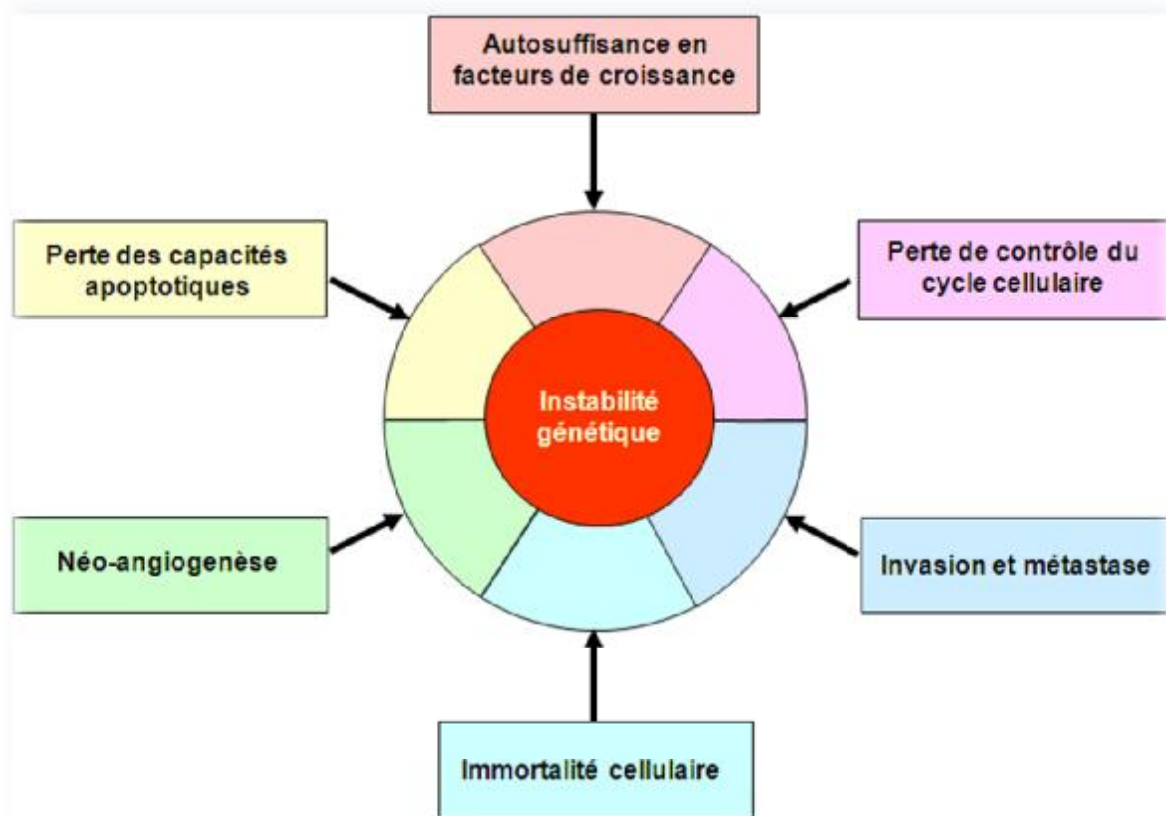 Autosuffisance en
facteurs de croissance
Perte des capacités
apoptotiques
Perte de contrôle du
cycle cellulaire
Instabilité
génétique
Néo-angiogenèse
Invasion et métastase
Immortalité cellulaire